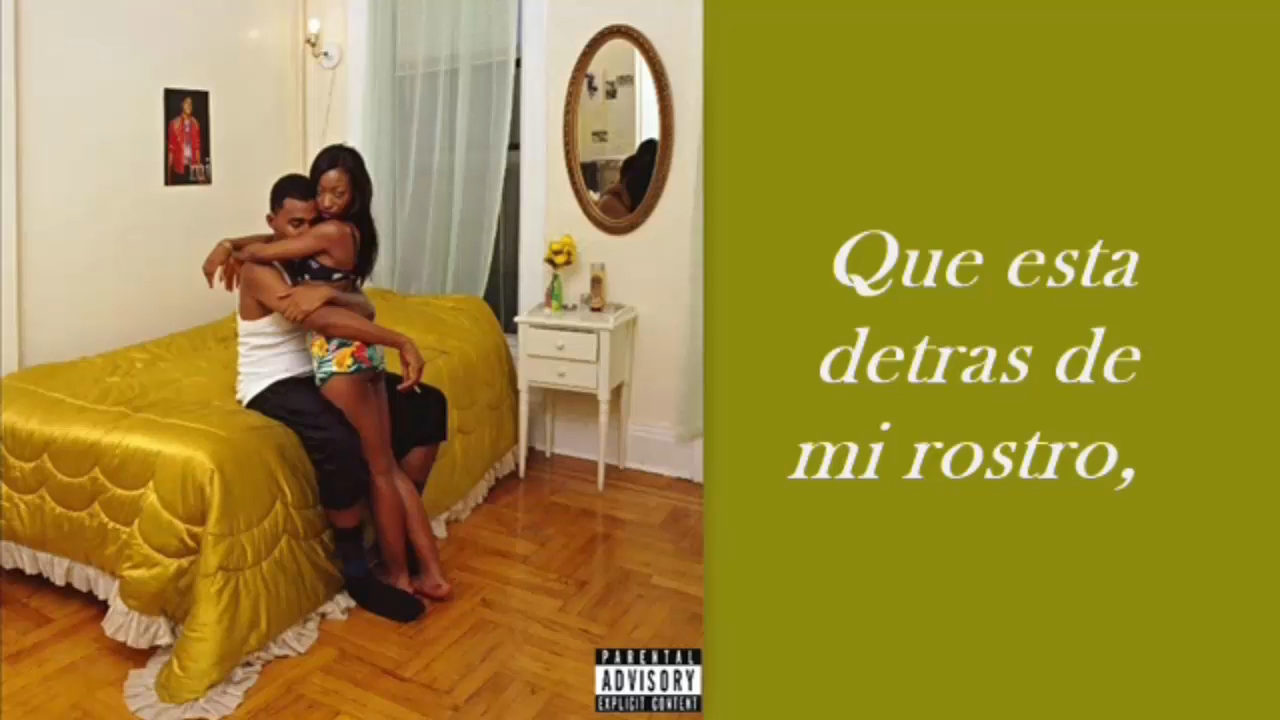 Que esta
detras de
mi rostro,
PARENTAL
ADVISORY
EXPLICIT CONTENT